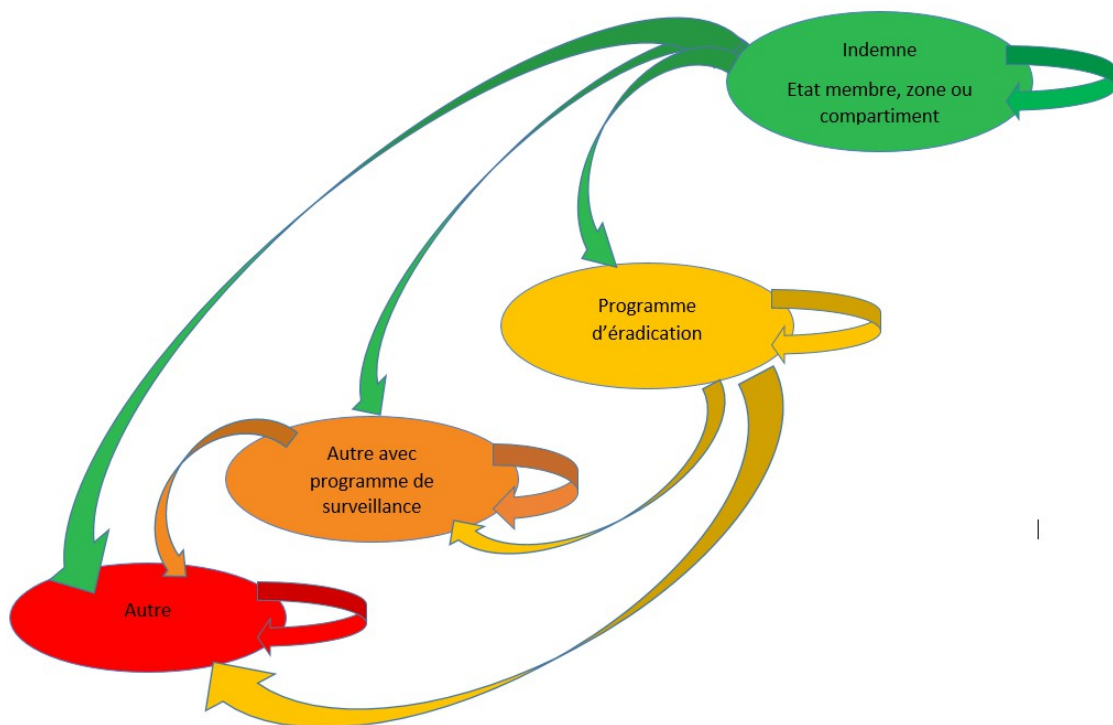 Indemne
Etat membre, zone ou
compartiment
Programme
d’éradication
Autre avec
programme de
surveillance
Autre